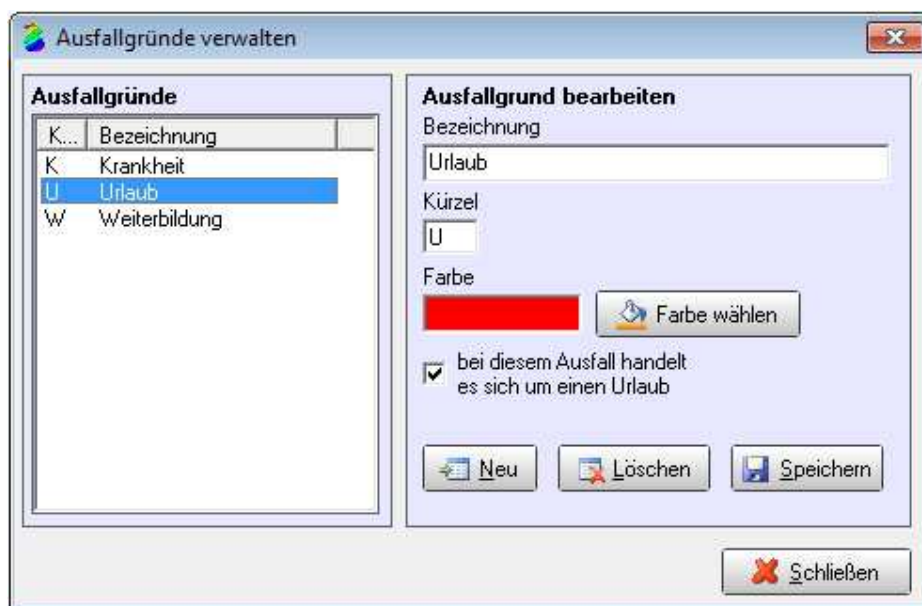 Ausfallgründe verwalten
Ausfallgründe
K... Bezeichnung
K Krankheit
U Urlaub
W Weiterbildung
Ausfallgrund bearbeiten
Bezeichnung
Urlaub
Kürzel
U
Farbe
Farbe wählen
bei diesem Ausfall handelt
es sich um einen Urlaub
Neu Löschen Speichern
Schließen